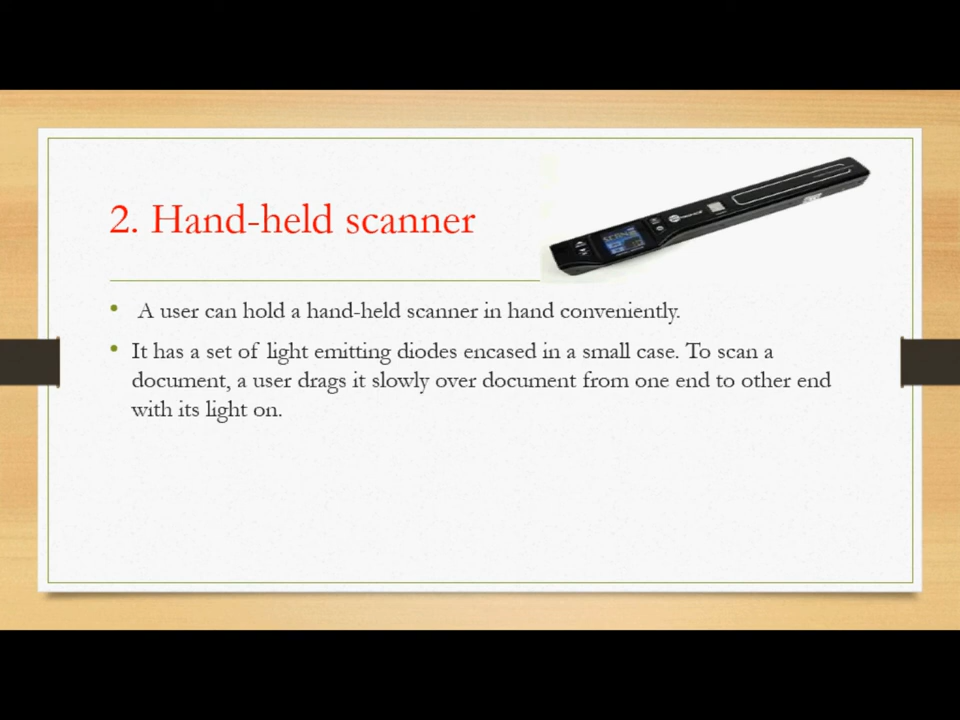 2. Hand-held scanner
• A user can hold a hand-held scanner in hand conveniently.
• It has a set of light emitting diodes encased in a small case. To scan a
document, a user drags it slowly over document from one end to other end
with its light on.